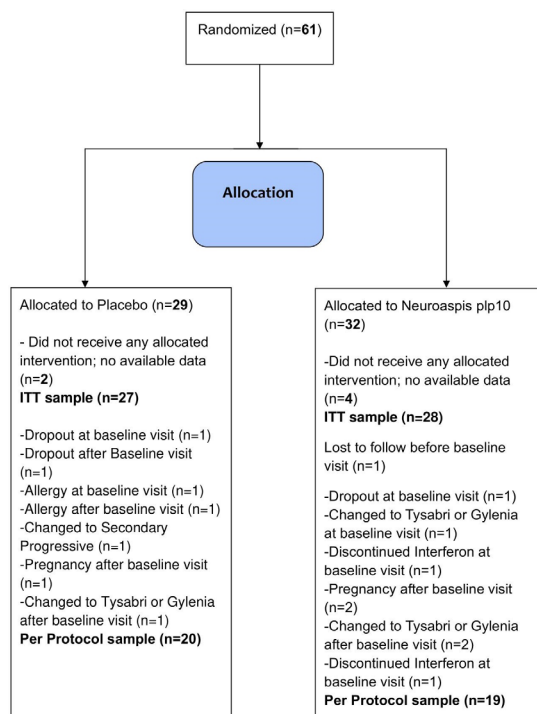 Randomized (n=61)
Allocation
Allocated to Placebo (n=29)
- Did not receive any allocated
intervention; no available data
(n=2)
ITT sample (n=27)
-Dropout at baseline visit (n=1)
-Dropout after Baseline visit
(n=1)
-Allergy at baseline visit (n=1)
-Allergy after baseline visit (n=1)
-Changed to Secondary
Progressive (n=1)
-Pregnancy after baseline visit
(n=1)
-Changed to Tysabri or Gylenia
after baseline visit (n=1)
Per Protocol sample (n=20)
Allocated to Neuroaspis plp10
(n=32)
-Did not receive any allocated
intervention; no available data
(n=4)
ITT sample (n=28)
Lost to follow before baseline
visit (n=1)
-Dropout at baseline visit (n=1)
-Changed to Tysabri or Gylenia
at baseline visit (n=1)
-Discontinued Interferon at
baseline visit (n=1)
-Pregnancy after baseline visit
(n=2)
-Changed to Tysabri or Gylenia
after baseline visit (n=2)
-Discontinued Interferon at
baseline visit (n=1)
Per Protocol sample (n=19)